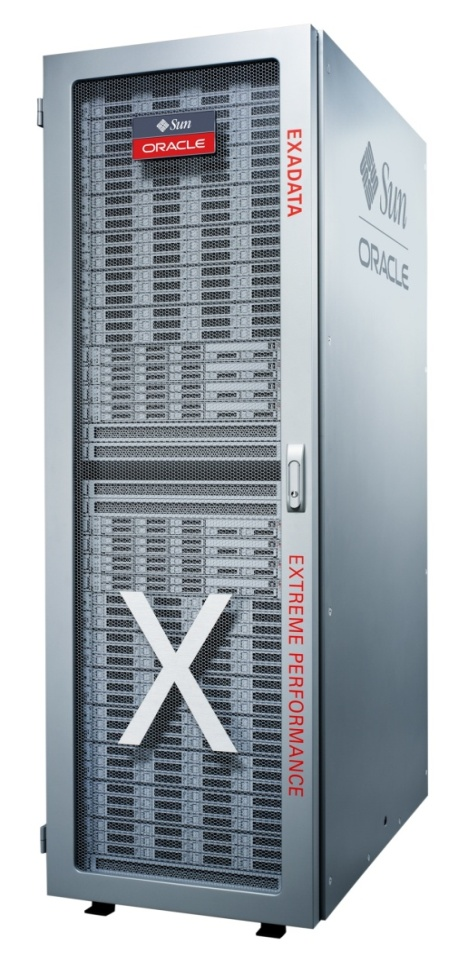 Sun
ORACLE
EXADATA
Sun
ORACLE
X
EXTREME PERFORMANCE